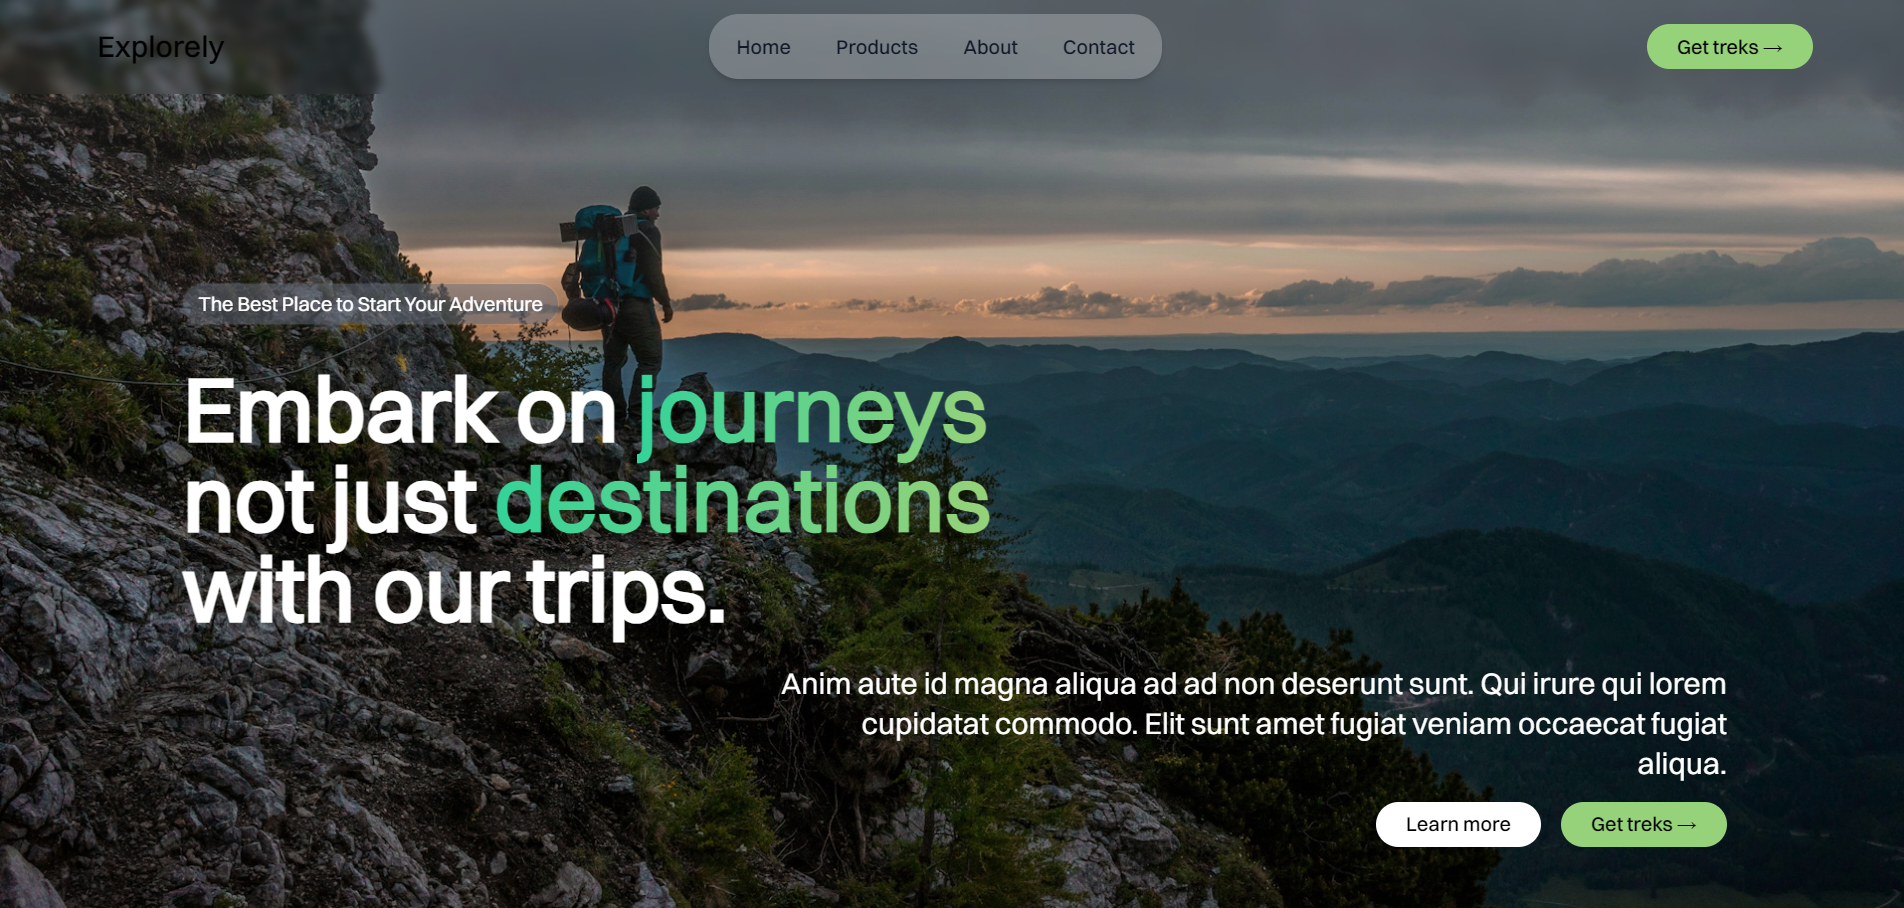 Explorely
Home Products About Contact
Get treks →
The Best Place to Start Your Adventure
Embark on journeys
not just destinations
with our trips.
Anim aute id magna aliqua ad ad non deserunt sunt. Qui irure qui lorem
cupidatat commodo. Elit sunt amet fugiat veniam occaecat fugiat
aliqua.
Learn more
Get treks →